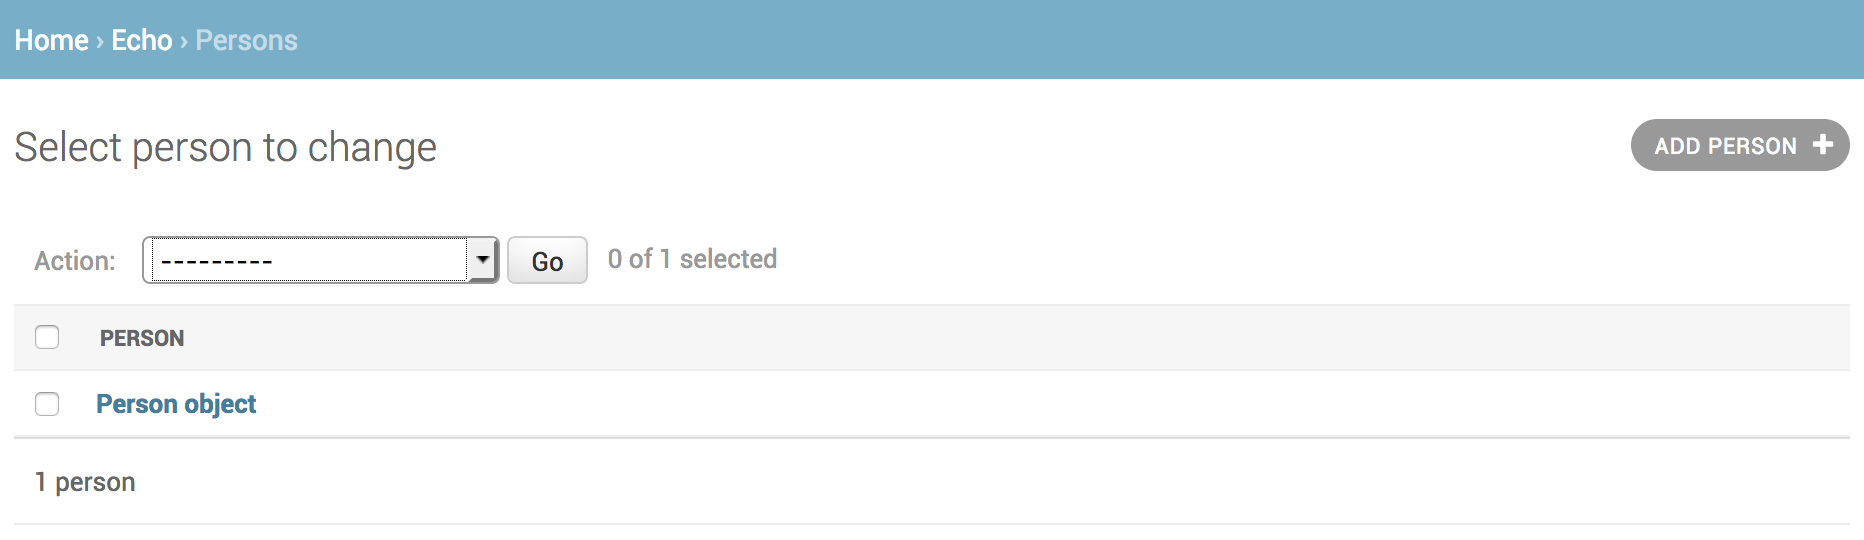 Home › Echo › Persons
Select person to change
ADD PERSON +
Action: --------- Go 0 of 1 selected
PERSON
Person object
1 person